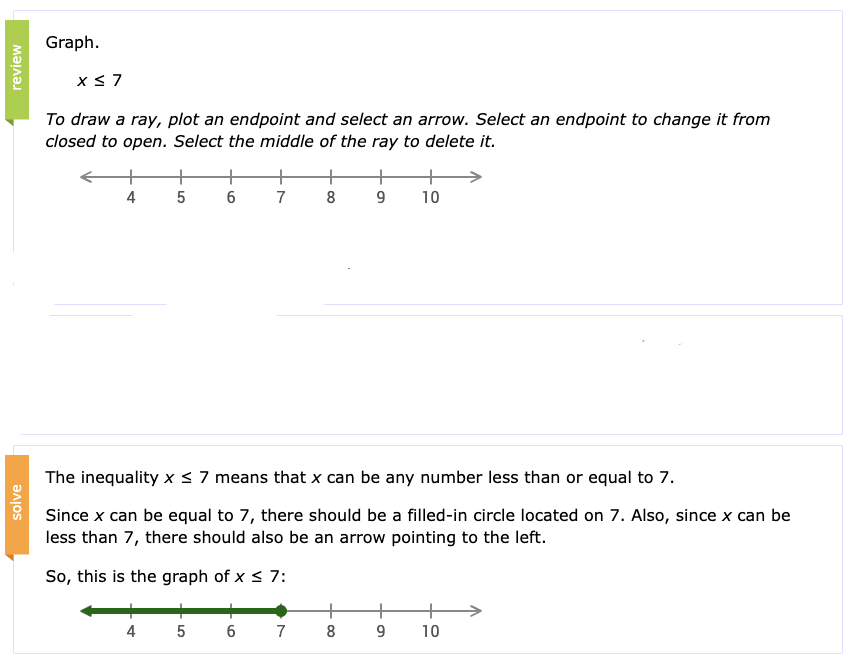 review
Graph.
x ≤ 7
To draw a ray, plot an endpoint and select an arrow. Select an endpoint to change it from
closed to open. Select the middle of the ray to delete it.
4 5 6 7 8 9 10
solve
The inequality x ≤ 7 means that x can be any number less than or equal to 7.
Since x can be equal to 7, there should be a filled-in circle located on 7. Also, since x can be
less than 7, there should also be an arrow pointing to the left.
So, this is the graph of x ≤ 7:
4 5 6 7 8 9 10